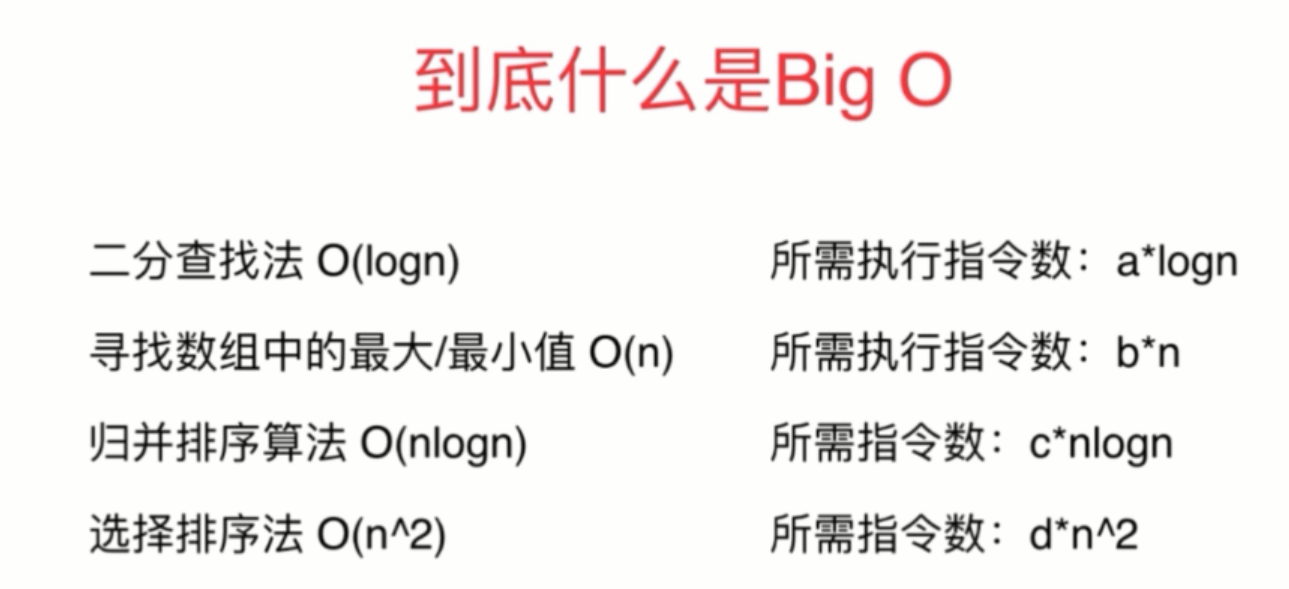 到底什么是Big O
二分查找法 O(logn) 所需执行指令数：a*logn
寻找数组中的最大/最小值 O(n) 所需执行指令数：b*n
归并排序算法 O(nlogn) 所需指令数：c*nlogn
选择排序法 O(n^2) 所需指令数：d*n^2